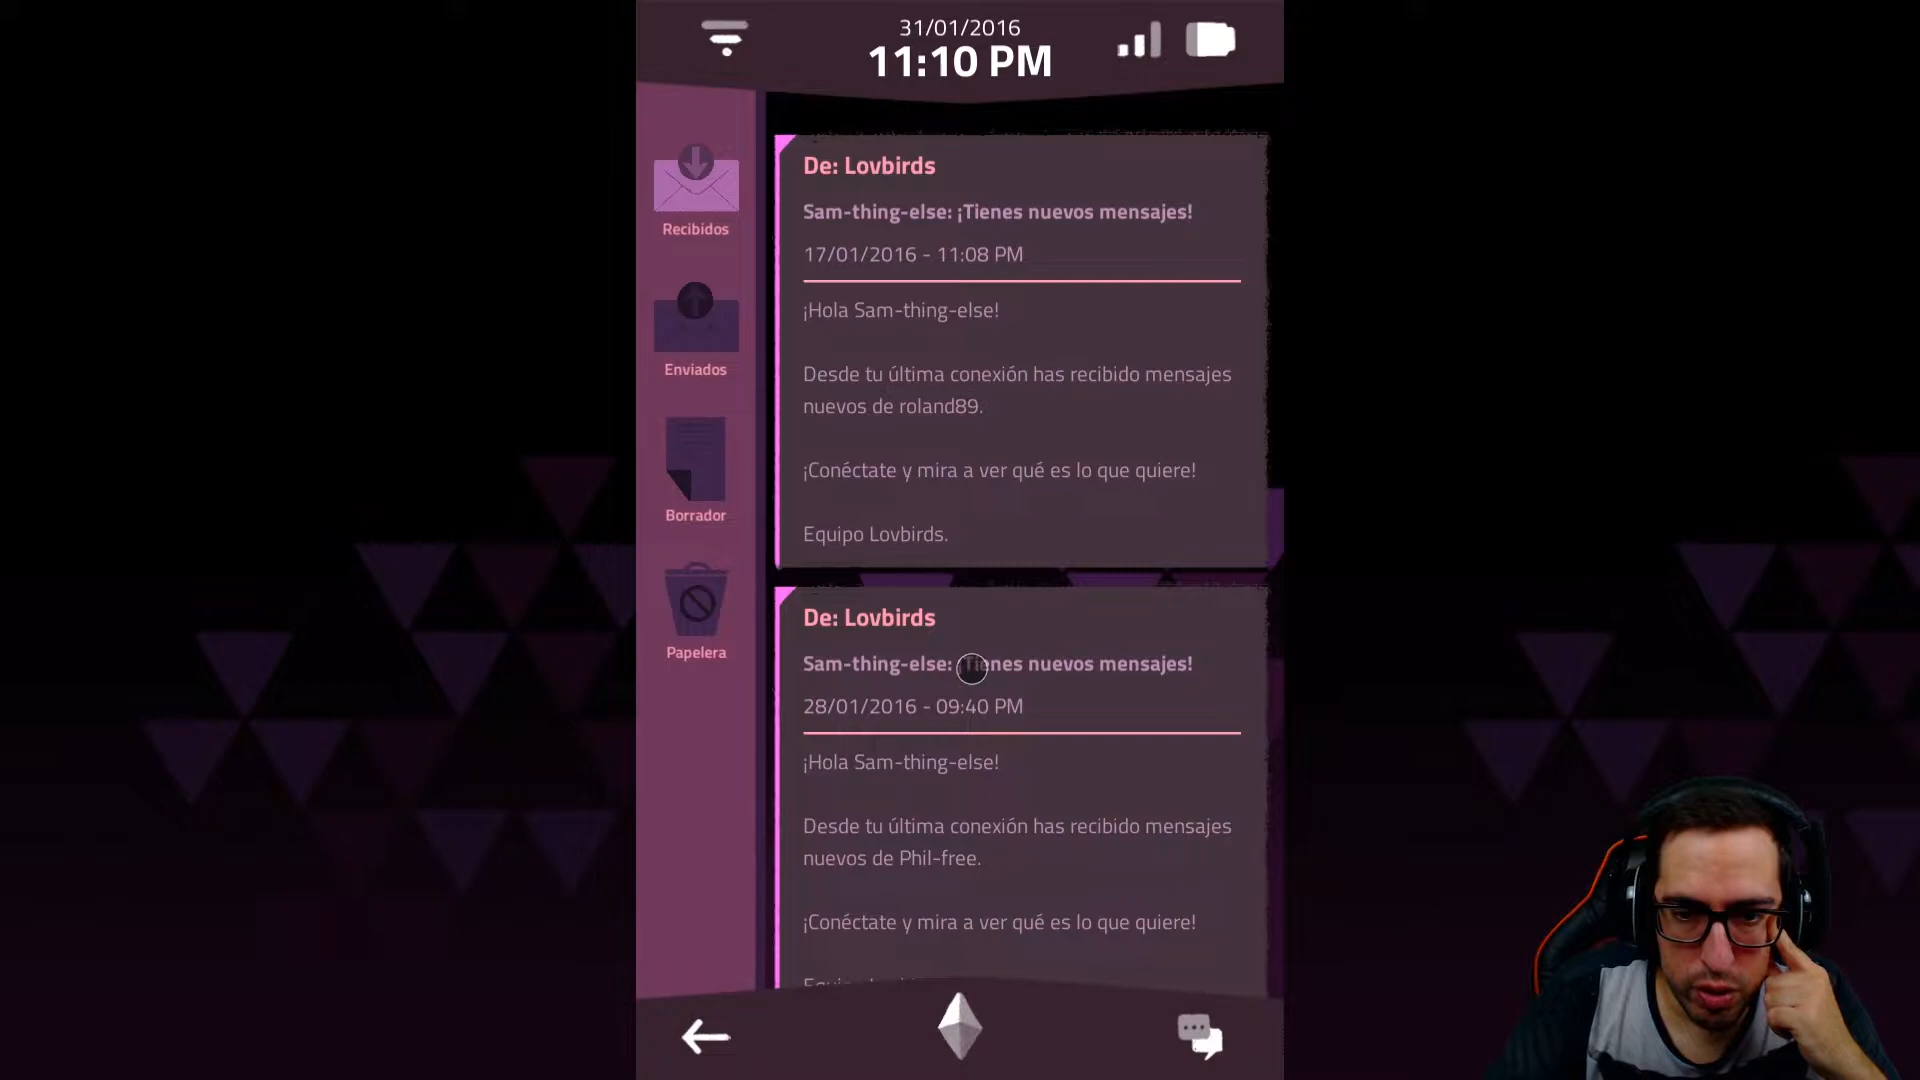 31/01/2016
11:10 PM
Recibidos
Enviados
Borrador
Papelera
De: Lovbirds
Sam-thing-else: ¡Tienes nuevos mensajes!
17/01/2016 - 11:08 PM
¡Hola Sam-thing-else!
Desde tu última conexión has recibido mensajes
nuevos de roland89.
¡Conéctate y mira a ver qué es lo que quiere!
Equipo Lovbirds.
De: Lovbirds
Sam-thing-else: ¡Tienes nuevos mensajes!
28/01/2016 - 09:40 PM
¡Hola Sam-thing-else!
Desde tu última conexión has recibido mensajes
nuevos de Phil-free.
¡Conéctate y mira a ver qué es lo que quiere!